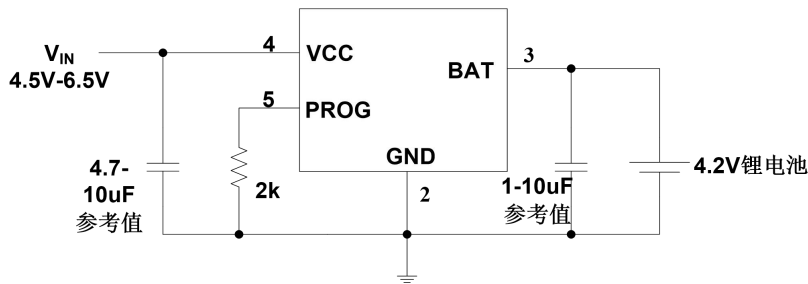 VIN
4.5V-6.5V
4
VCC
5
PROG
BAT
3
GND
2
4.7-
10uF
参考值
2k
1-10uF
参考值
4.2V锂电池